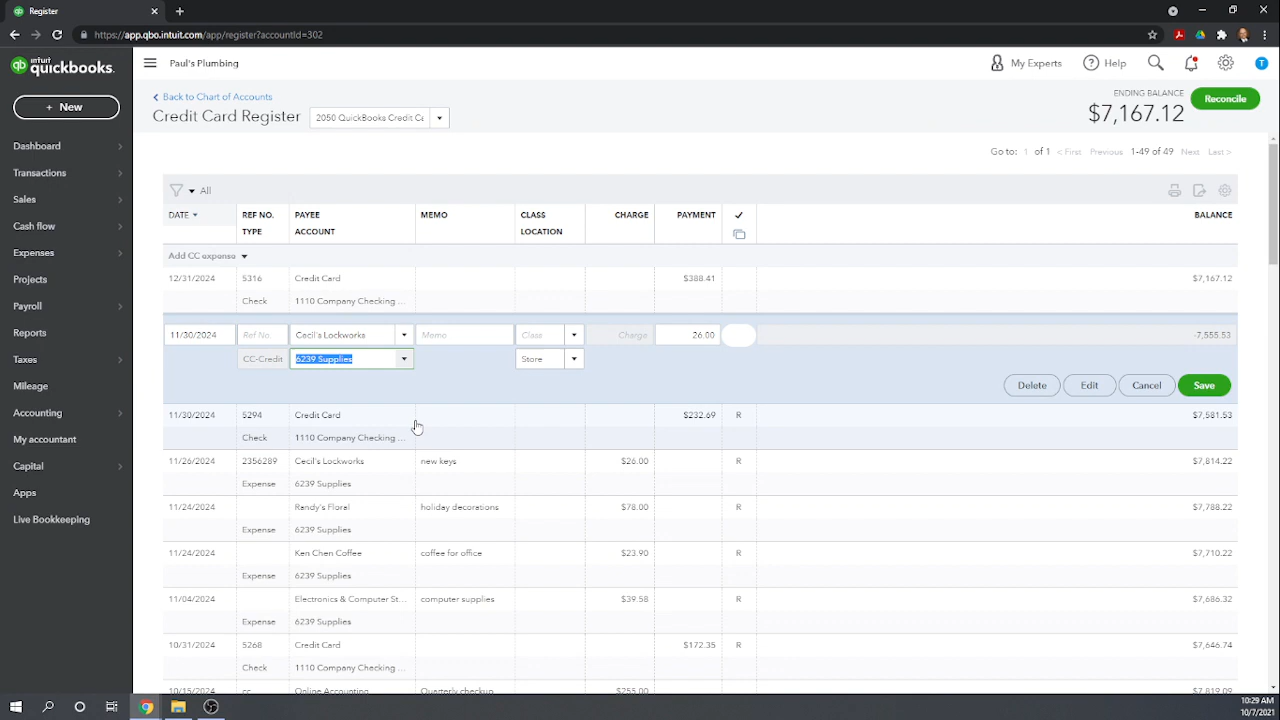 Register
https://app.qbo.intuit.com/app/register?accountId=302
intuit quickbooks.
Paul's Plumbing
My Experts
Help
T
+ New
Back to Chart of Accounts
Credit Card Register
2050 QuickBooks Credit Ca
ENDING BALANCE
$7,167.12
Reconcile
Dashboard
Transactions
Sales
Cash flow
Expenses
Projects
Payroll
Reports
Taxes
Mileage
Accounting
My accountant
Capital
Apps
Live Bookkeeping
Go to: 1 of 1 < First Previous 1-49 of 49 Next Last >
All
DATE REF NO. PAYEE MEMO CLASS CHARGE PAYMENT ✓ BALANCE
TYPE ACCOUNT LOCATION
Add CC expense
12/31/2024 5316 Credit Card $388.41 $7,167.12
Check 1110 Company Checking ...
11/30/2024 Ref No. Cecil's Lockworks Memo Class Charge 26.00 -7,555.53
CC-Credit 6239 Supplies Store
Delete Edit Cancel Save
11/30/2024 5294 Credit Card $232.69 R $7,581.53
Check 1110 Company Checking ...
11/26/2024 2356289 Cecil's Lockworks new keys $26.00 R $7,814.22
Expense 6239 Supplies
11/24/2024 Randy's Floral holiday decorations $78.00 R $7,788.22
Expense 6239 Supplies
11/24/2024 Ken Chen Coffee coffee for office $23.90 R $7,710.22
Expense 6239 Supplies
11/04/2024 Electronics & Computer St... computer supplies $39.58 R $7,686.32
Expense 6239 Supplies
10/31/2024 5268 Credit Card $172.35 R $7,646.74
Check 1110 Company Checking ...
10/15/2024 cc Online Accounting Quarterly checkup $255.00 R $7,819.09
10:29 AM
10/7/2021